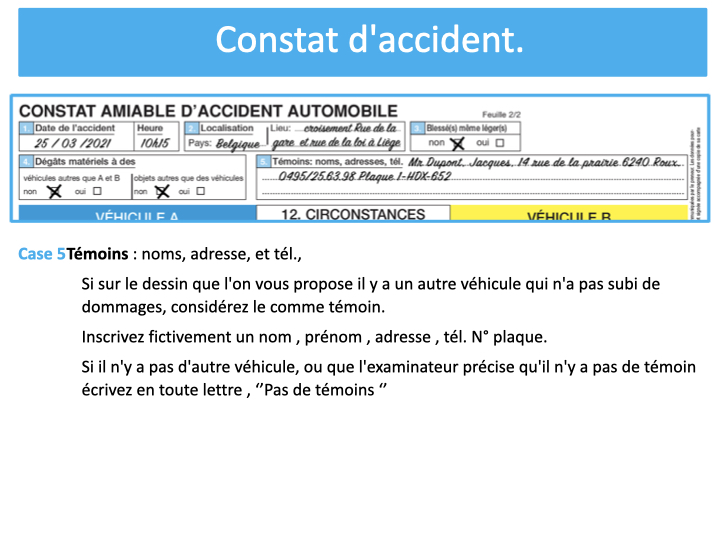 Constat d'accident.
CONSTAT AMIABLE D'ACCIDENT AUTOMOBILE
Feuille 2/2
1. Date de l'accident Heure 2. Localisation Lieu: croisement Rue de la 3. Blessé(s) même léger(s)
25 / 03 /2021 10h15 Pays: Belgique gare et rue de la loi à Liège non oui
4. Dégâts matériels à des 5. Témoins: noms, adresses, tél. Mr Dupont, Jacques, 14 rue de la prairie 6240 Roux
véhicules autres que A et B objets autres que des véhicules 0495/25.63.98 Plaque 1-HDX-652
non oui non oui
VÉHICULE A 12. CIRCONSTANCES VÉHICULE B
Case 5Témoins : noms, adresse, et tél.,
Si sur le dessin que l'on vous propose il y a un autre véhicule qui n'a pas subi de
dommages, considérez le comme témoin.
Inscrivez fictivement un nom , prénom , adresse , tél. N° plaque.
Si il n'y a pas d'autre véhicule, ou que l'examinateur précise qu'il n'y a pas de témoin
écrivez en toute lettre , ‘’Pas de témoins ‘’